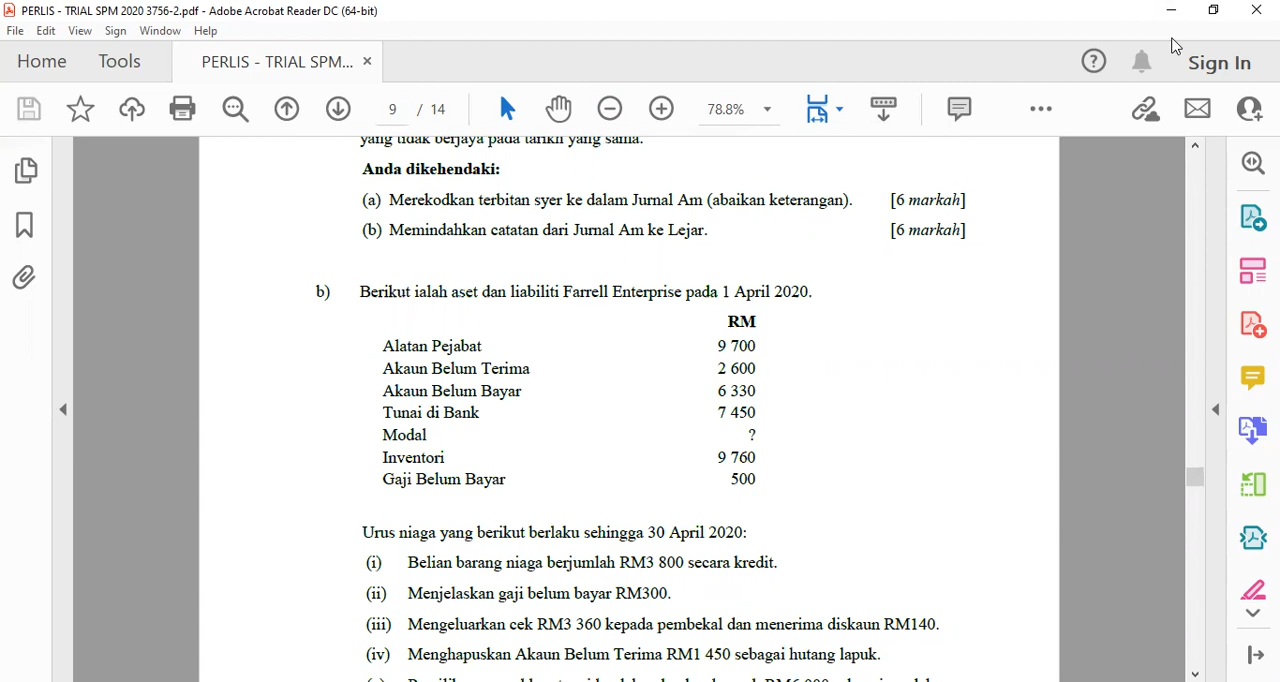 PERLIS - TRIAL SPM 2020 3756-2.pdf - Adobe Acrobat Reader DC (64-bit)
File Edit View Sign Window Help
Home Tools PERLIS - TRIAL SPM... × Sign In
9 / 14 78.8%
yang tidak berjaya pada tarikh yang sama.
Anda dikehendaki:
(a) Merekodkan terbitan syer ke dalam Jurnal Am (abaikan keterangan). [6 markah]
(b) Memindahkan catatan dari Jurnal Am ke Lejar. [6 markah]
b) Berikut ialah aset dan liabiliti Farrell Enterprise pada 1 April 2020.
RM
Alatan Pejabat 9 700
Akaun Belum Terima 2 600
Akaun Belum Bayar 6 330
Tunai di Bank 7 450
Modal ?
Inventori 9 760
Gaji Belum Bayar 500
Urus niaga yang berikut berlaku sehingga 30 April 2020:
(i) Belian barang niaga berjumlah RM3 800 secara kredit.
(ii) Menjelaskan gaji belum bayar RM300.
(iii) Mengeluarkan cek RM3 360 kepada pembekal dan menerima diskaun RM140.
(iv) Menghapuskan Akaun Belum Terima RM1 450 sebagai hutang lapuk.